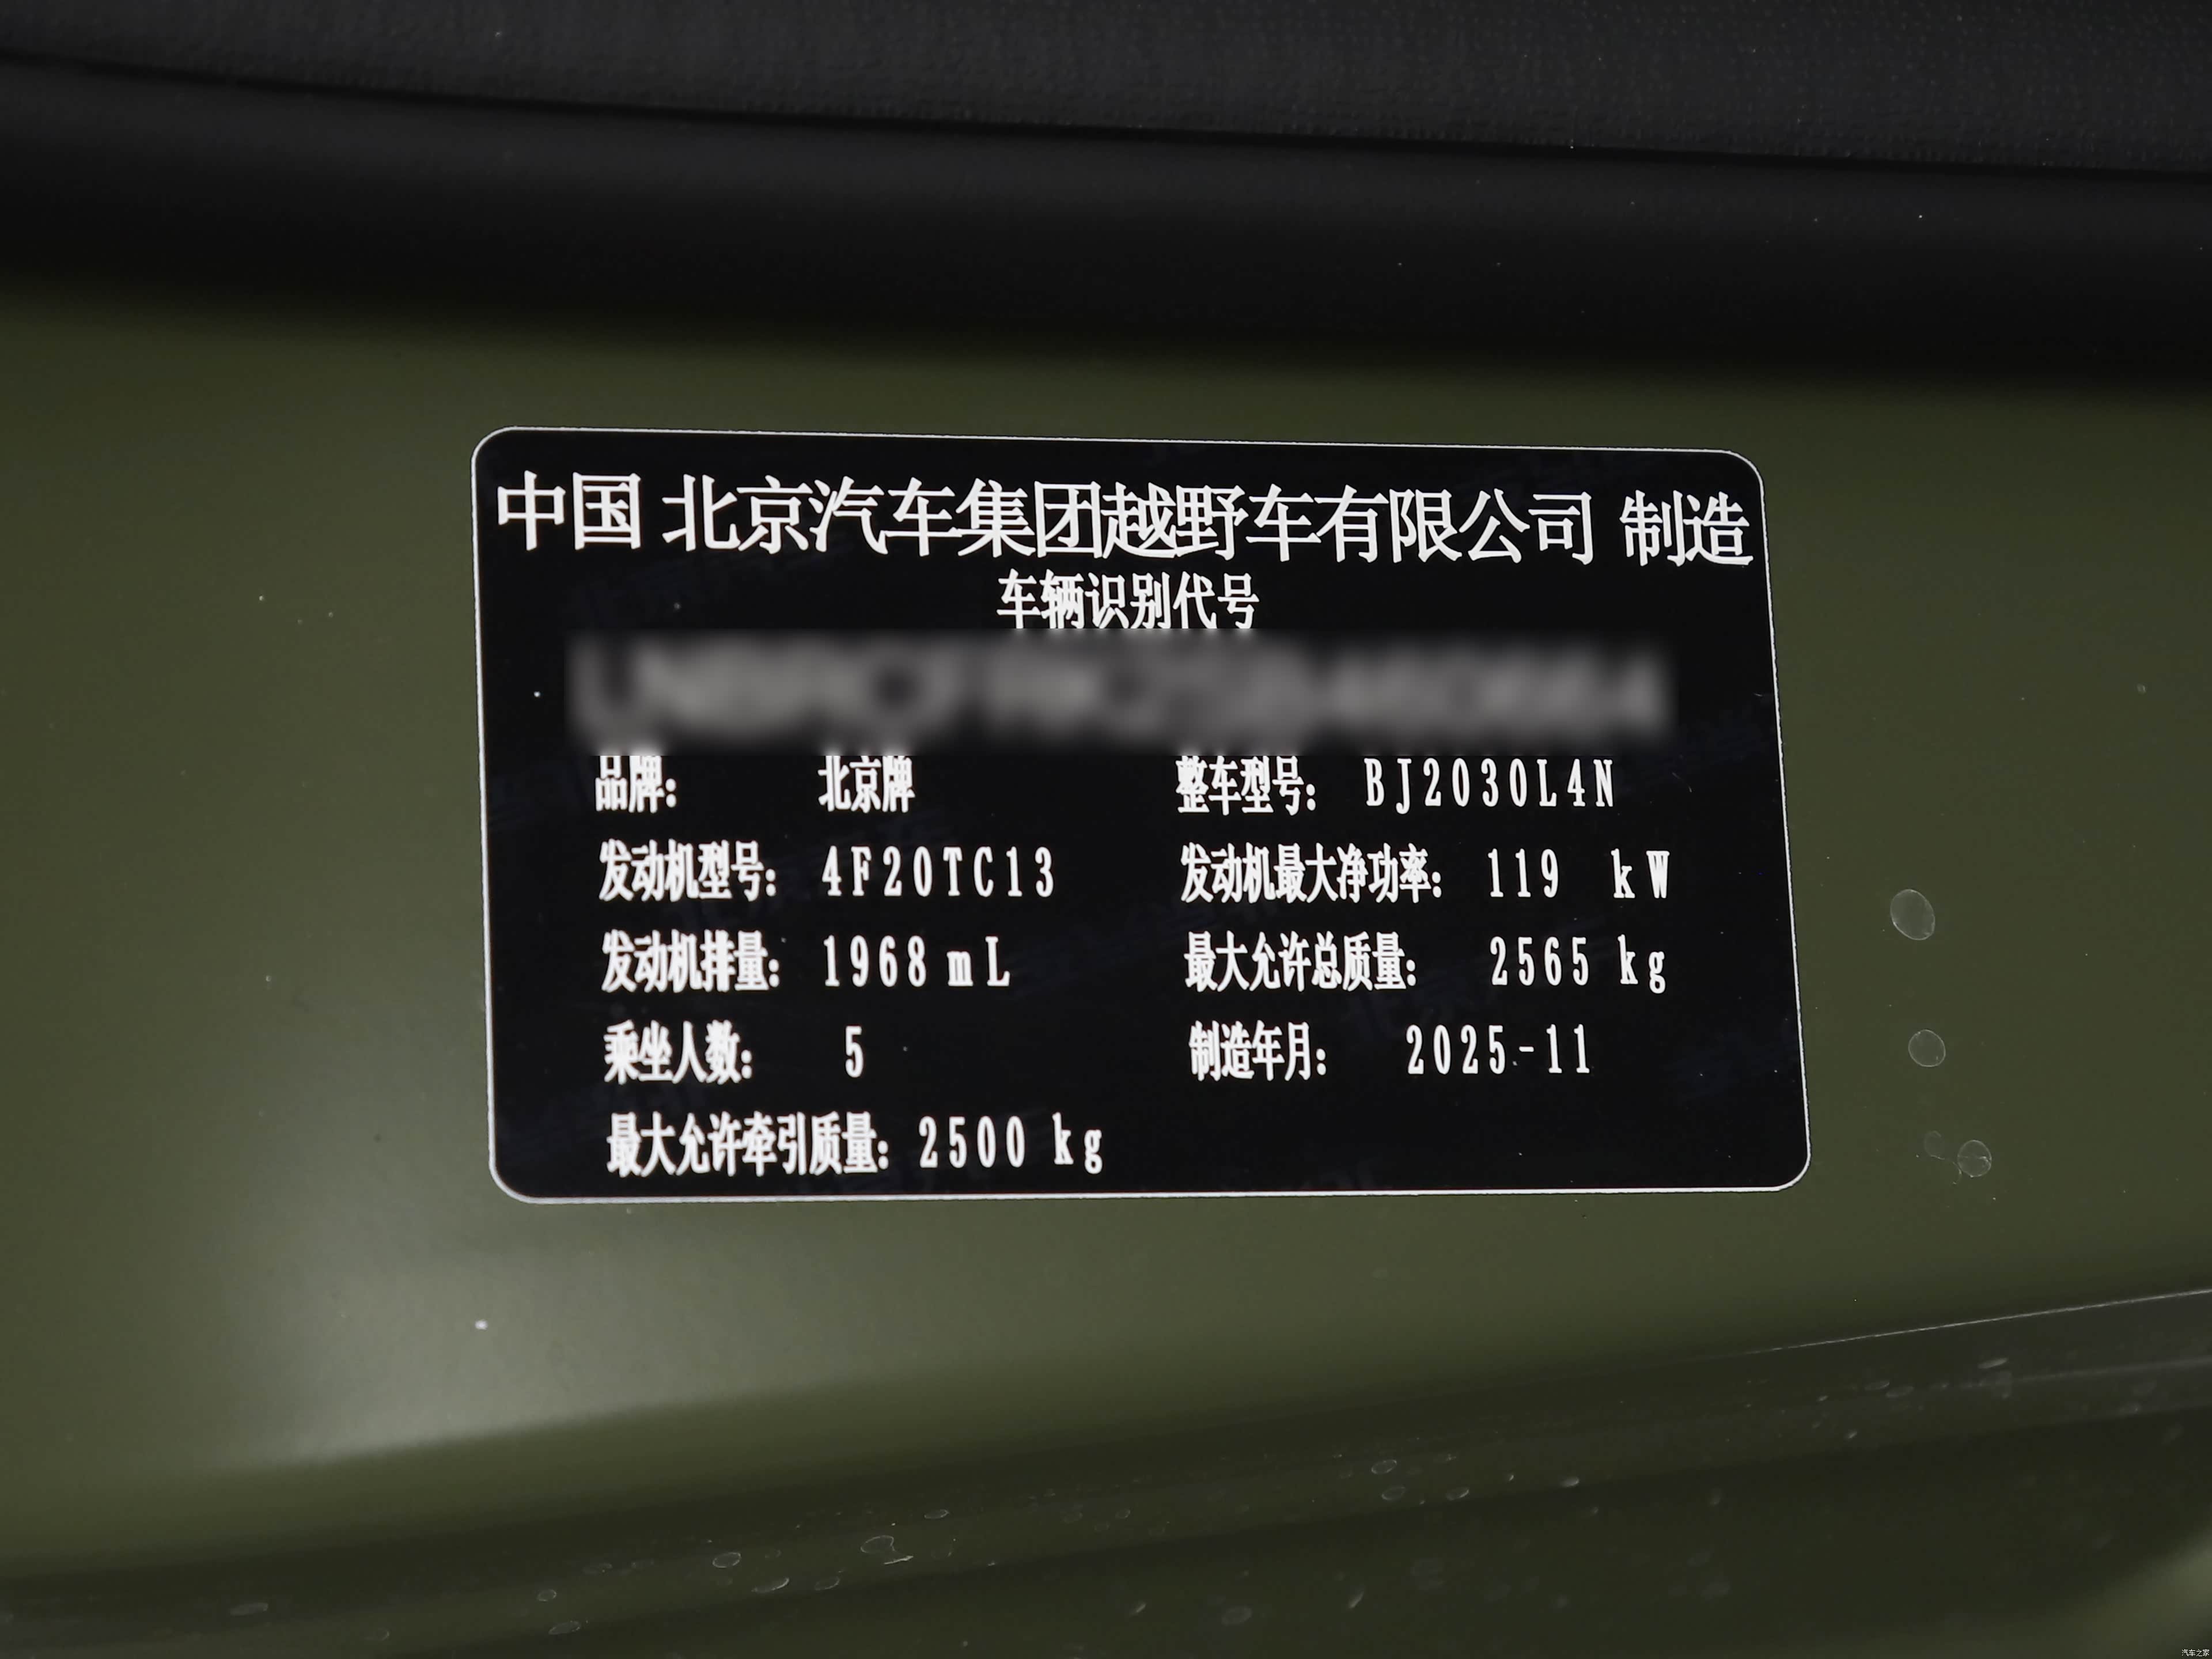 中国 北京汽车集团越野车有限公司 制造
车辆识别代号
品牌： 北京牌 整车型号： BJ2030L4N
发动机型号： 4F20TC13 发动机最大净功率： 119 kW
发动机排量： 1968 mL 最大允许总质量： 2565 kg
乘坐人数： 5 制造年月： 2025-11
最大允许牵引质量： 2500 kg
汽车之家